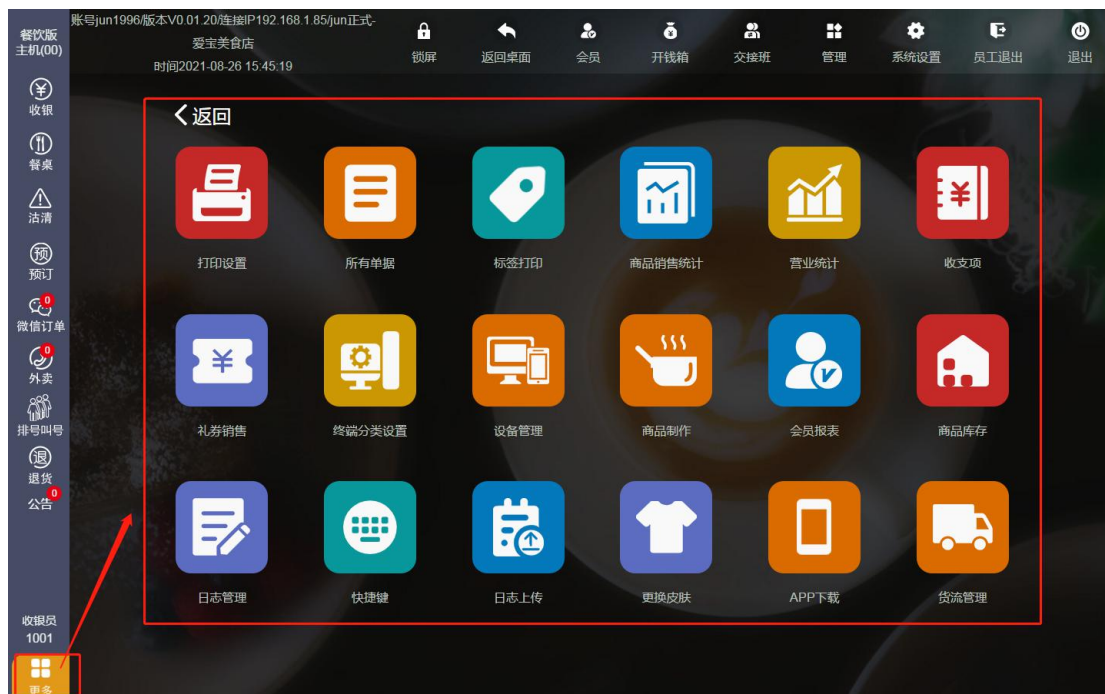 餐饮版
主机(00)
账号jun1996/版本V0.01.20/连接IP192.168.1.85/jun正式-
爱宝美食店
时间2021-08-26 15:45:19
锁屏
返回桌面
会员
开钱箱
交接班
管理
系统设置
员工退出
退出
收银
餐桌
沽清
预
预订
0
微信订单
0
外卖
排号叫号
退
退货
0
公告
收银员
1001
更多
返回
打印设置
所有单据
标签打印
商品销售统计
营业统计
收支项
礼券销售
终端分类设置
设备管理
商品制作
会员报表
商品库存
日志管理
快捷键
日志上传
更换皮肤
APP下载
货流管理